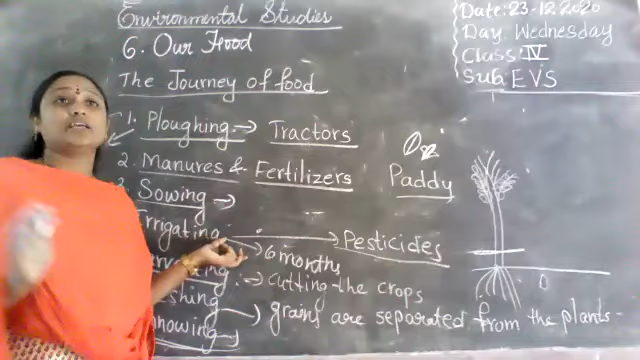 Environmental Studies
6. Our Food
The Journey of food
1. Ploughing → Tractors
2. Manures & Fertilizers
3. Sowing →
Irrigating → Pesticides
→ 6 months
→ Cutting the crops
→ grains are separated from the plants.
Paddy
Date: 23-12-2020
Day: Wednesday
Class: IV
Sub: EVS